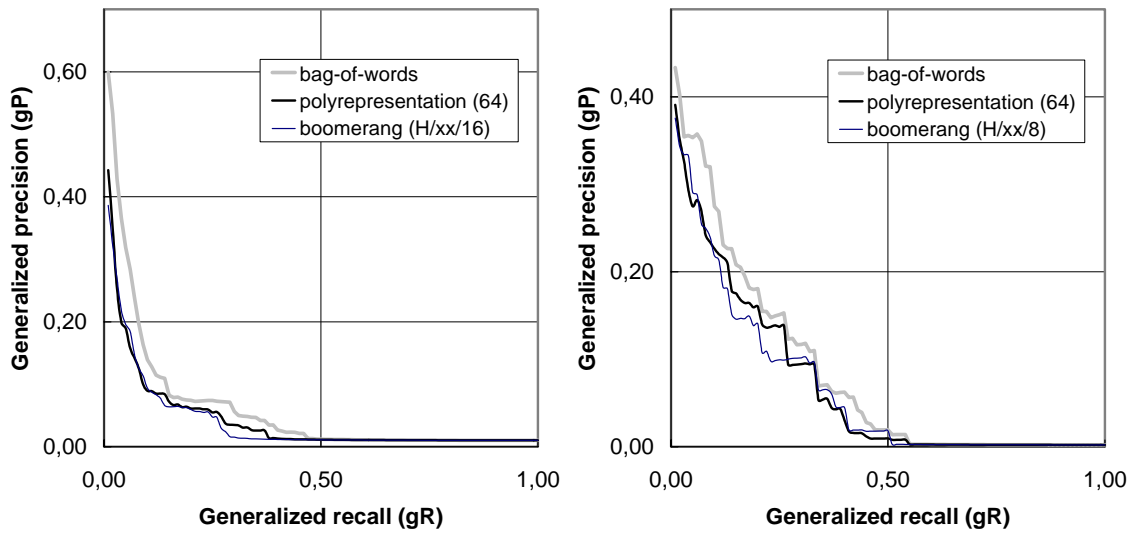 Generalized precision (gP)
0,60
0,40
0,20
0,00
bag-of-words
polyrepresentation (64)
boomerang (H/xx/16)
0,00
0,50
1,00
Generalized recall (gR)
Generalized precision (gP)
0,40
0,20
0,00
bag-of-words
polyrepresentation (64)
boomerang (H/xx/8)
0,00
0,50
1,00
Generalized recall (gR)